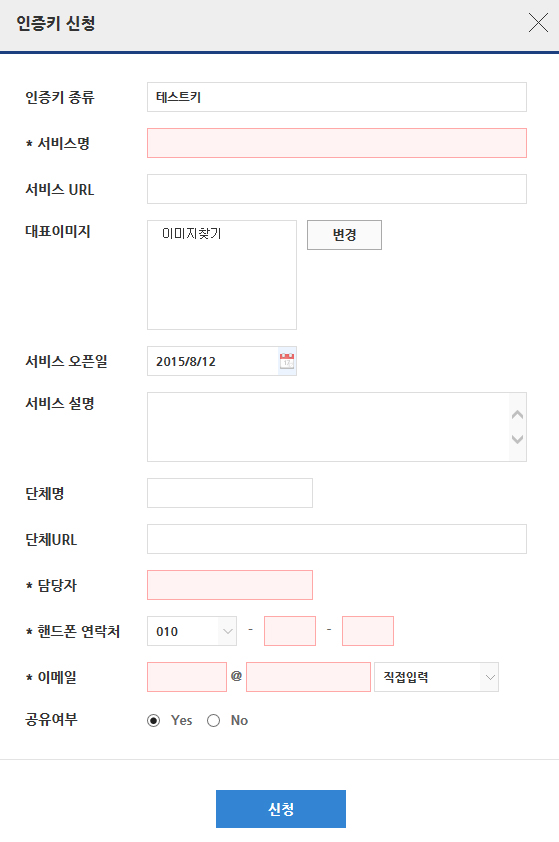 인증키 신청
인증키 종류 테스트키
* 서비스명
서비스 URL
대표이미지 이미지찾기 변경
서비스 오픈일 2015/8/12
서비스 설명
단체명
단체URL
* 담당자
* 핸드폰 연락처 010 - -
* 이메일 @ 직접입력
공유여부 Yes No
신청